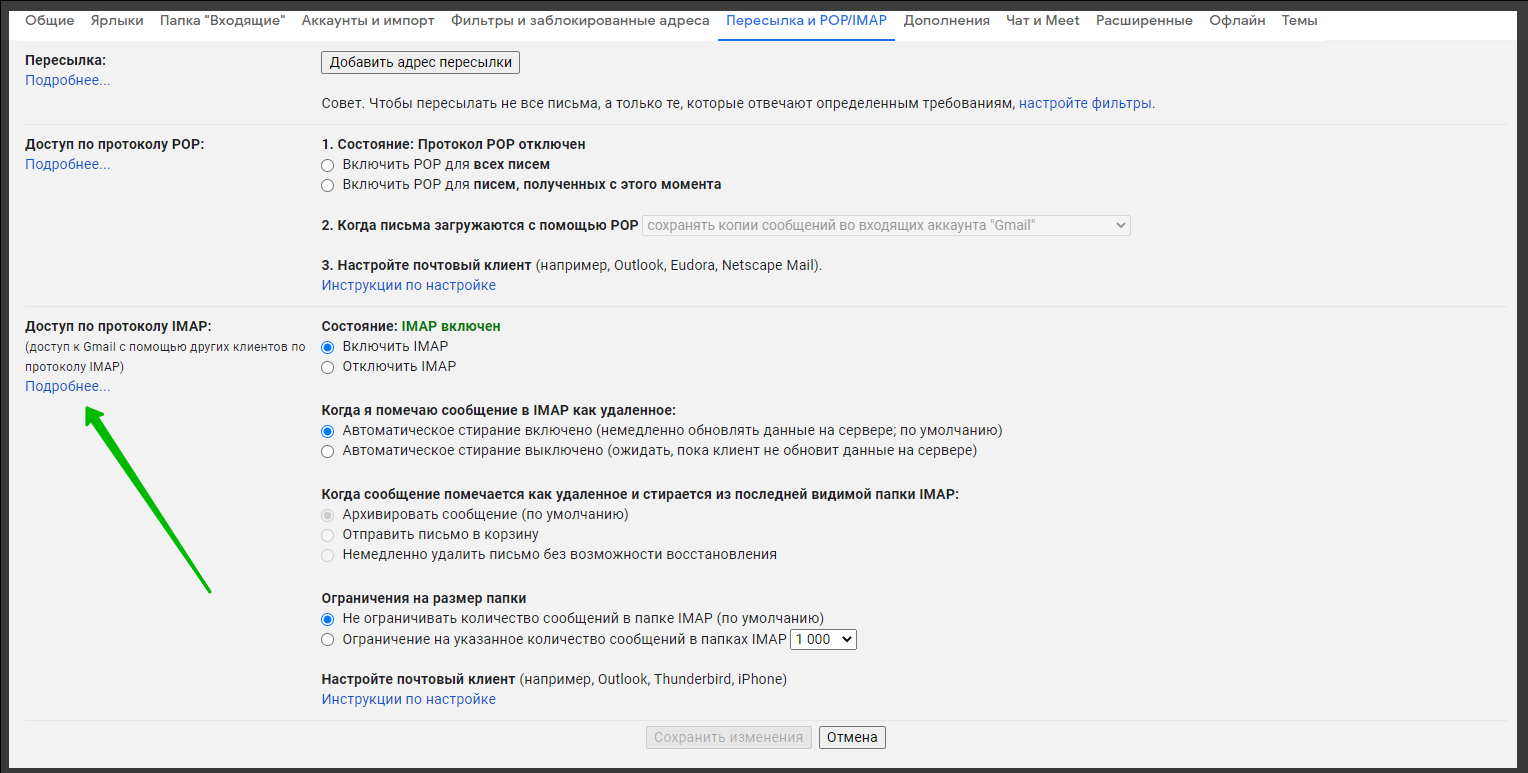 Общие Ярлыки Папка "Входящие" Аккаунты и импорт Фильтры и заблокированные адреса Пересылка и POP/IMAP Дополнения Чат и Meet Расширенные Офлайн Темы
Пересылка:
Подробнее...
Добавить адрес пересылки
Совет. Чтобы пересылать не все письма, а только те, которые отвечают определенным требованиям, настройте фильтры.
Доступ по протоколу POP:
Подробнее...
1. Состояние: Протокол POP отключен
Включить POP для всех писем
Включить POP для писем, полученных с этого момента
2. Когда письма загружаются с помощью POP сохранять копии сообщений во входящих аккаунта "Gmail"
3. Настройте почтовый клиент (например, Outlook, Eudora, Netscape Mail).
Инструкции по настройке
Доступ по протоколу IMAP:
(доступ к Gmail с помощью других клиентов по
протоколу IMAP)
Подробнее...
Состояние: IMAP включен
Включить IMAP
Отключить IMAP
Когда я помечаю сообщение в IMAP как удаленное:
Автоматическое стирание включено (немедленно обновлять данные на сервере; по умолчанию)
Автоматическое стирание выключено (ожидать, пока клиент не обновит данные на сервере)
Когда сообщение помечается как удаленное и стирается из последней видимой папки IMAP:
Архивировать сообщение (по умолчанию)
Отправить письмо в корзину
Немедленно удалить письмо без возможности восстановления
Ограничения на размер папки
Не ограничивать количество сообщений в папке IMAP (по умолчанию)
Ограничение на указанное количество сообщений в папках IMAP 1 000
Настройте почтовый клиент (например, Outlook, Thunderbird, iPhone)
Инструкции по настройке
Сохранить изменения Отмена